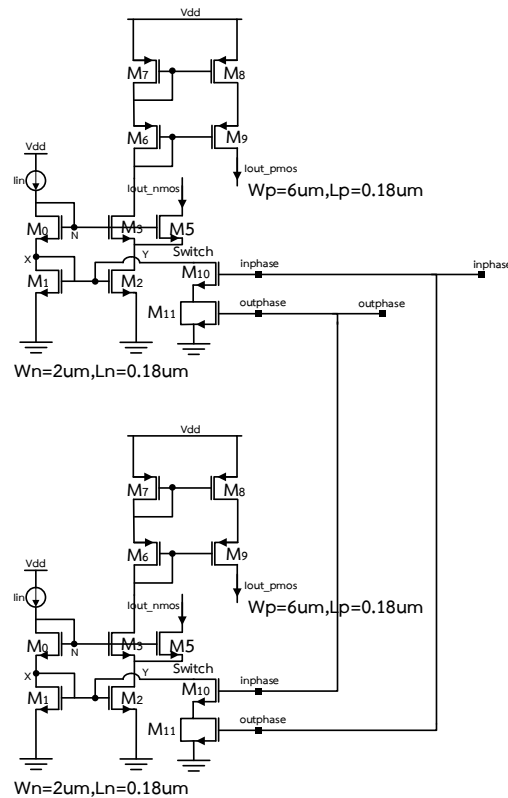 Vdd
M7
M8
M6
M9
Vdd
Iout_nmos
Iout_pmos
Wp=6um,Lp=0.18um
Iin
M0
N
M3
M5
X
Y
Switch
M1
M2
M10
inphase
inphase
M11
outphase
outphase
Wn=2um,Ln=0.18um
Vdd
M7
M8
M6
M9
Vdd
Iout_nmos
Iout_pmos
Wp=6um,Lp=0.18um
Iin
M0
N
M3
M5
X
Y
Switch
M1
M2
M10
inphase
M11
outphase
Wn=2um,Ln=0.18um